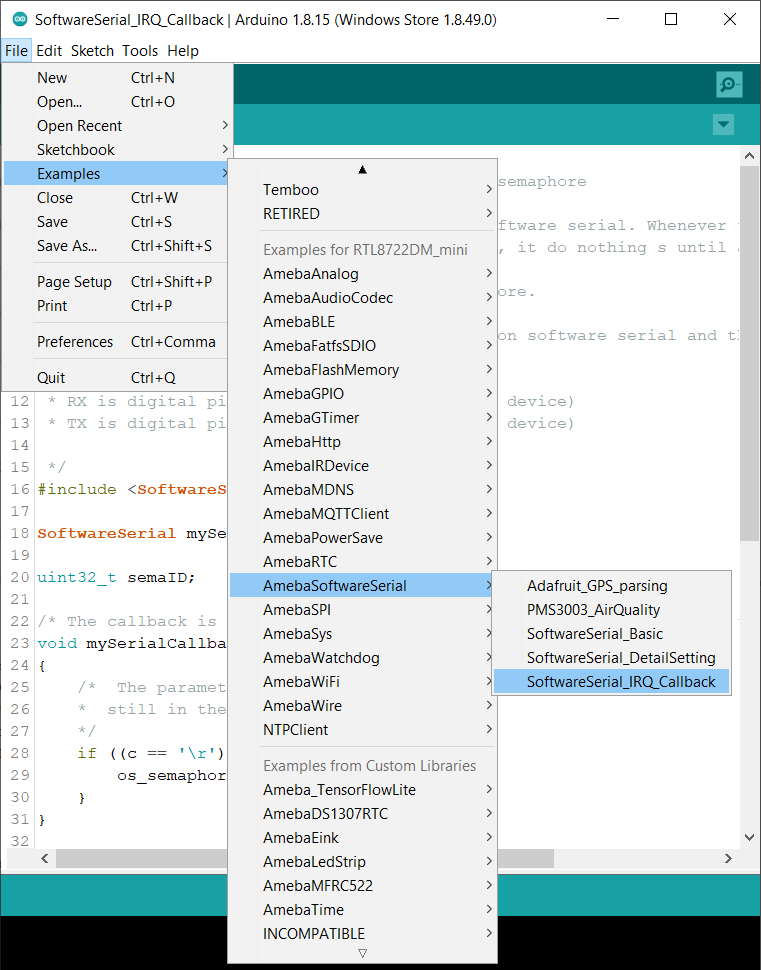 SoftwareSerial_IRQ_Callback | Arduino 1.8.15 (Windows Store 1.8.49.0)
File Edit Sketch Tools Help
New Ctrl+N
Open... Ctrl+O
Open Recent
Sketchbook
Examples
Close Ctrl+W
Save Ctrl+S
Save As... Ctrl+Shift+S
Page Setup Ctrl+Shift+P
Print Ctrl+P
Preferences Ctrl+Comma
Quit Ctrl+Q
Temboo
RETIRED
Examples for RTL8722DM_mini
AmebaAnalog
AmebaAudioCodec
AmebaBLE
AmebaFatfsSDIO
AmebaFlashMemory
AmebaGPIO
AmebaGTimer
AmebaHttp
AmebaIRDevice
AmebaMDNS
AmebaMQTTClient
AmebaPowerSave
AmebaRTC
AmebaSoftwareSerial
AmebaSPI
AmebaSys
AmebaWatchdog
AmebaWiFi
AmebaWire
NTPClient
Examples from Custom Libraries
Ameba_TensorFlowLite
AmebaDS1307RTC
AmebaEink
AmebaLedStrip
AmebaMFRC522
AmebaTime
INCOMPATIBLE
Adafruit_GPS_parsing
PMS3003_AirQuality
SoftwareSerial_Basic
SoftwareSerial_DetailSetting
SoftwareSerial_IRQ_Callback
semaphore
ftware serial. Whenever
, it do nothing s until
ore.
on software serial and th
12 * RX is digital pi device)
13 * TX is digital pi device)
14
15 */
16 #include <SoftwareS
17
18 SoftwareSerial mySe
19
20 uint32_t semaID;
21
22 /* The callback is
23 void mySerialCallba
24 {
25 /* The paramet
26 * still in the
27 */
28 if ((c == '\r')
29 os_semaphor
30 }
31 }
32